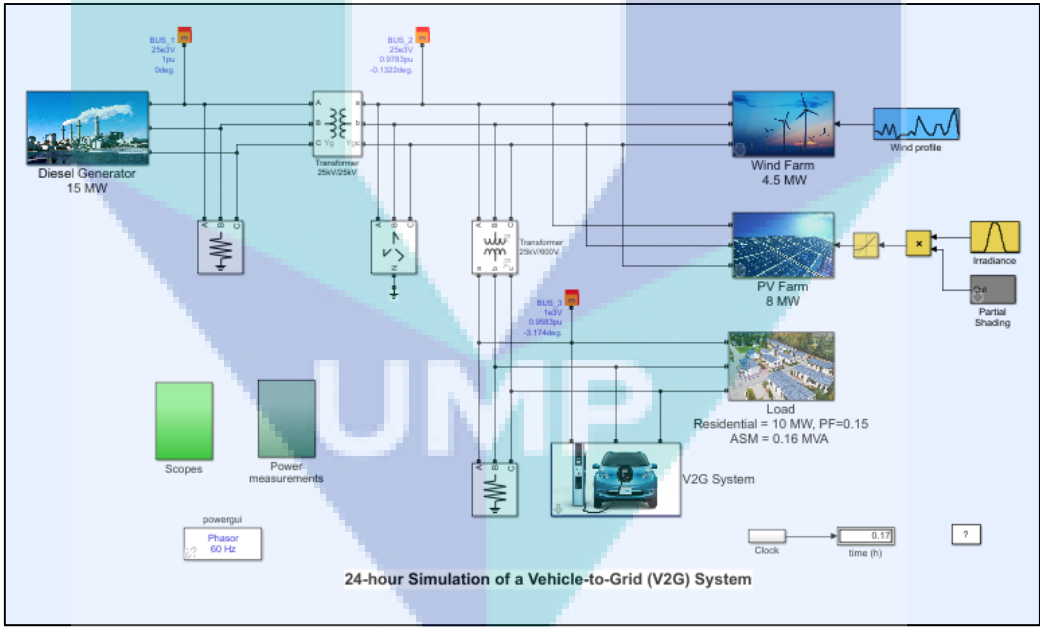 BUS_1
25e3V
1pu
0deg.
BUS_2
25e3V
0.9783pu
-0.1322deg.
Diesel Generator
15 MW
A
B
C
Yg
a
b
c
Transformer
25kV/25kV
Wind Farm
4.5 MW
Wind profile
A
B
C
A
B
C
N
A
B
C
Yg
Yg
a
b
c
Transformer
25kV/600V
PV Farm
8 MW
×
Irradiance
Partial
Shading
BUS_3
1e3V
0.9583pu
-3.174deg.
UMP
Load
Residential = 10 MW, PF=0.15
ASM = 0.16 MVA
Scopes
Power
measurements
A
B
C
V2G System
powergui
Phasor
60 Hz
Clock
0.17
time (h)
?
24-hour Simulation of a Vehicle-to-Grid (V2G) System